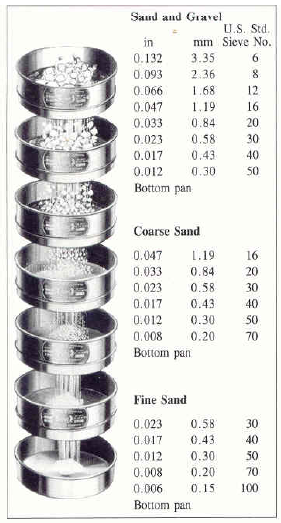 Sand and Gravel
U.S. Std.
in mm Sieve No.
0.132 3.35 6
0.093 2.36 8
0.066 1.68 12
0.047 1.19 16
0.033 0.84 20
0.023 0.58 30
0.017 0.43 40
0.012 0.30 50
Bottom pan
Coarse Sand
0.047 1.19 16
0.033 0.84 20
0.023 0.58 30
0.017 0.43 40
0.012 0.30 50
0.008 0.20 70
Bottom pan
Fine Sand
0.023 0.58 30
0.017 0.43 40
0.012 0.30 50
0.008 0.20 70
0.006 0.15 100
Bottom pan